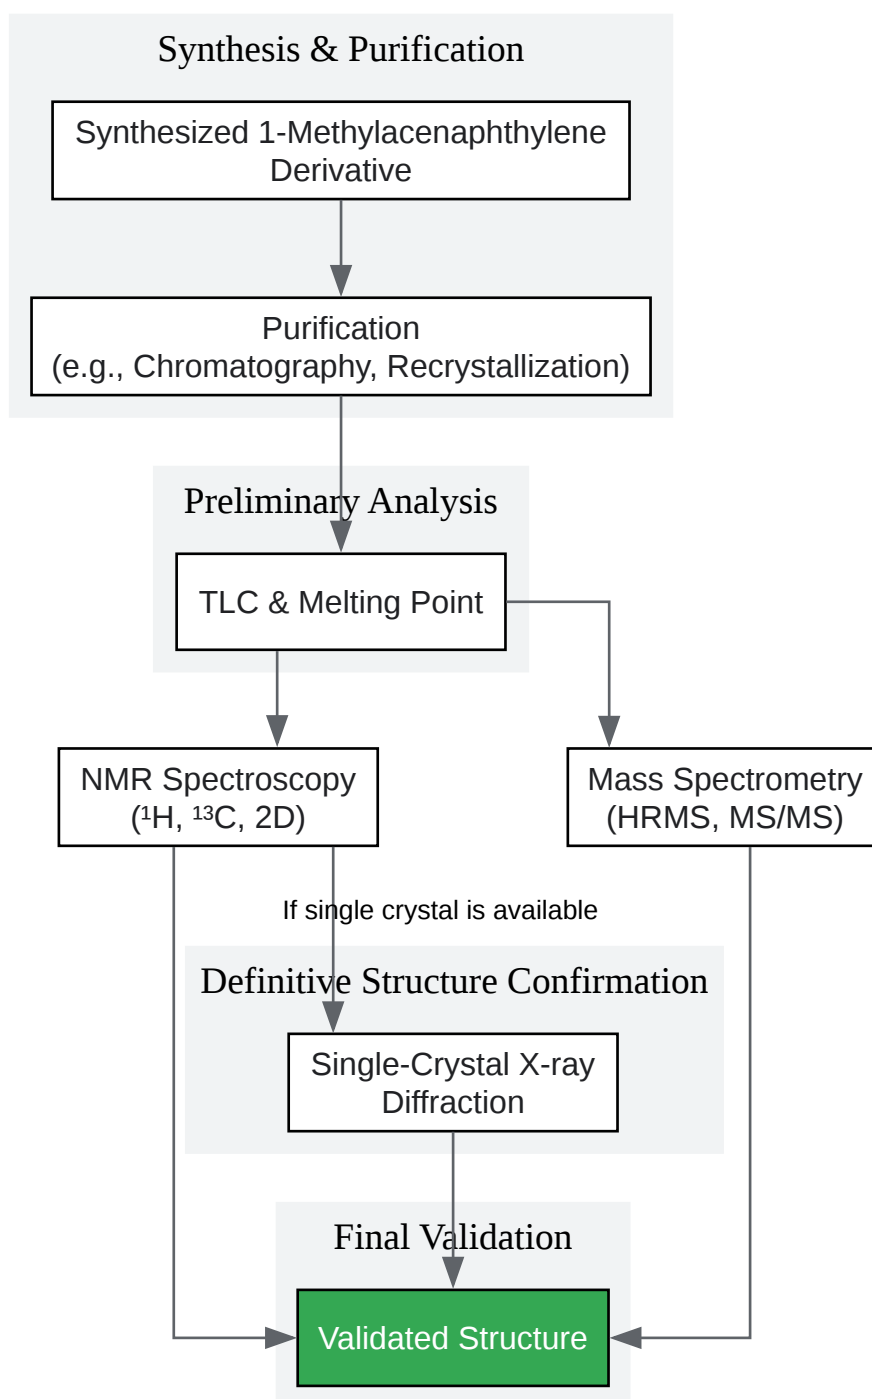 Synthesis & Purification
Synthesized 1-Methylacenaphthylene
Derivative
Purification
(e.g., Chromatography, Recrystallization)
Preliminary Analysis
TLC & Melting Point
NMR Spectroscopy
(¹H, ¹³C, 2D)
Mass Spectrometry
(HRMS, MS/MS)
If single crystal is available
Definitive Structure Confirmation
Single-Crystal X-ray
Diffraction
Final Validation
Validated Structure